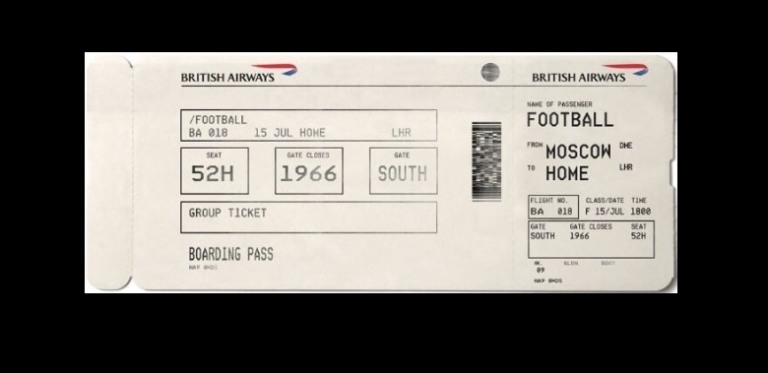 BRITISH AIRWAYS
/FOOTBALL
BA 018 15 JUL HOME LHR
SEAT
52H
GATE CLOSES
1966
GATE
SOUTH
GROUP TICKET
BOARDING PASS
BRITISH AIRWAYS
NAME OF PASSENGER
FOOTBALL
FROM MOSCOW DME
TO HOME LHR
FLIGHT NO. CLASS/DATE TIME
BA 018 F 15/JUL 1800
GATE GATE CLOSES SEAT
SOUTH 1966 52H
09